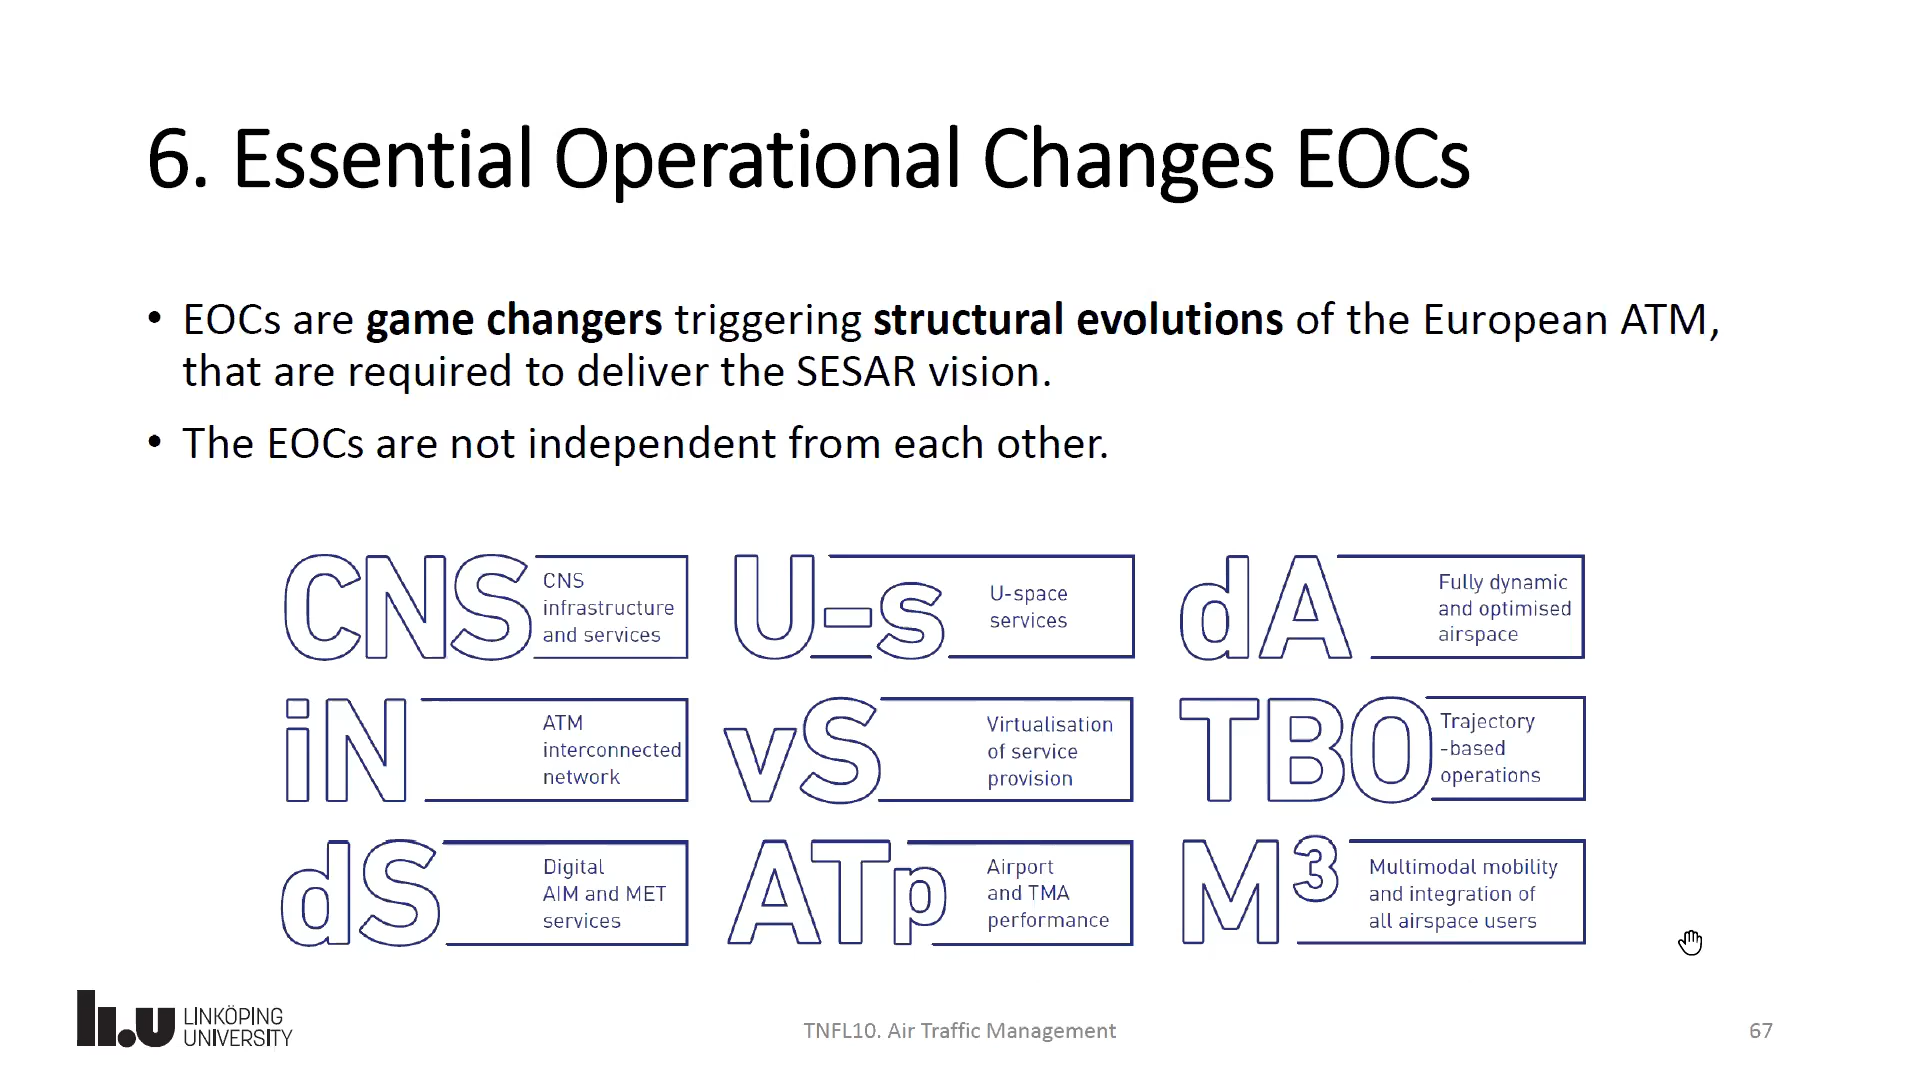 6. Essential Operational Changes EOCs
• EOCs are game changers triggering structural evolutions of the European ATM,
that are required to deliver the SESAR vision.
• The EOCs are not independent from each other.
CNS
CNS
infrastructure
and services
U-s
U-space
services
dA
Fully dynamic
and optimised
airspace
iN
ATM
interconnected
network
vS
Virtualisation
of service
provision
TBO
Trajectory
-based
operations
dS
Digital
AIM and MET
services
ATp
Airport
and TMA
performance
M³
Multimodal mobility
and integration of
all airspace users
li.u LINKÖPING
UNIVERSITY
TNFL10. Air Traffic Management
67